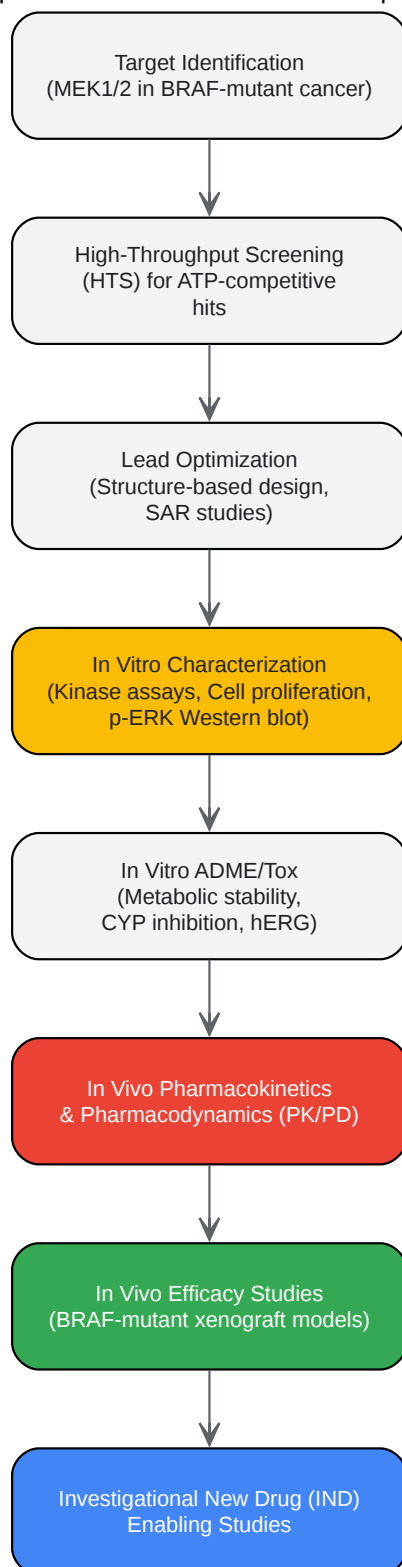 Target Identification
(MEK1/2 in BRAF-mutant cancer)
High-Throughput Screening
(HTS) for ATP-competitive
hits
Lead Optimization
(Structure-based design,
SAR studies)
In Vitro Characterization
(Kinase assays, Cell proliferation,
p-ERK Western blot)
In Vitro ADME/Tox
(Metabolic stability,
CYP inhibition, hERG)
In Vivo Pharmacokinetics
& Pharmacodynamics (PK/PD)
In Vivo Efficacy Studies
(BRAF-mutant xenograft models)
Investigational New Drug (IND)
Enabling Studies